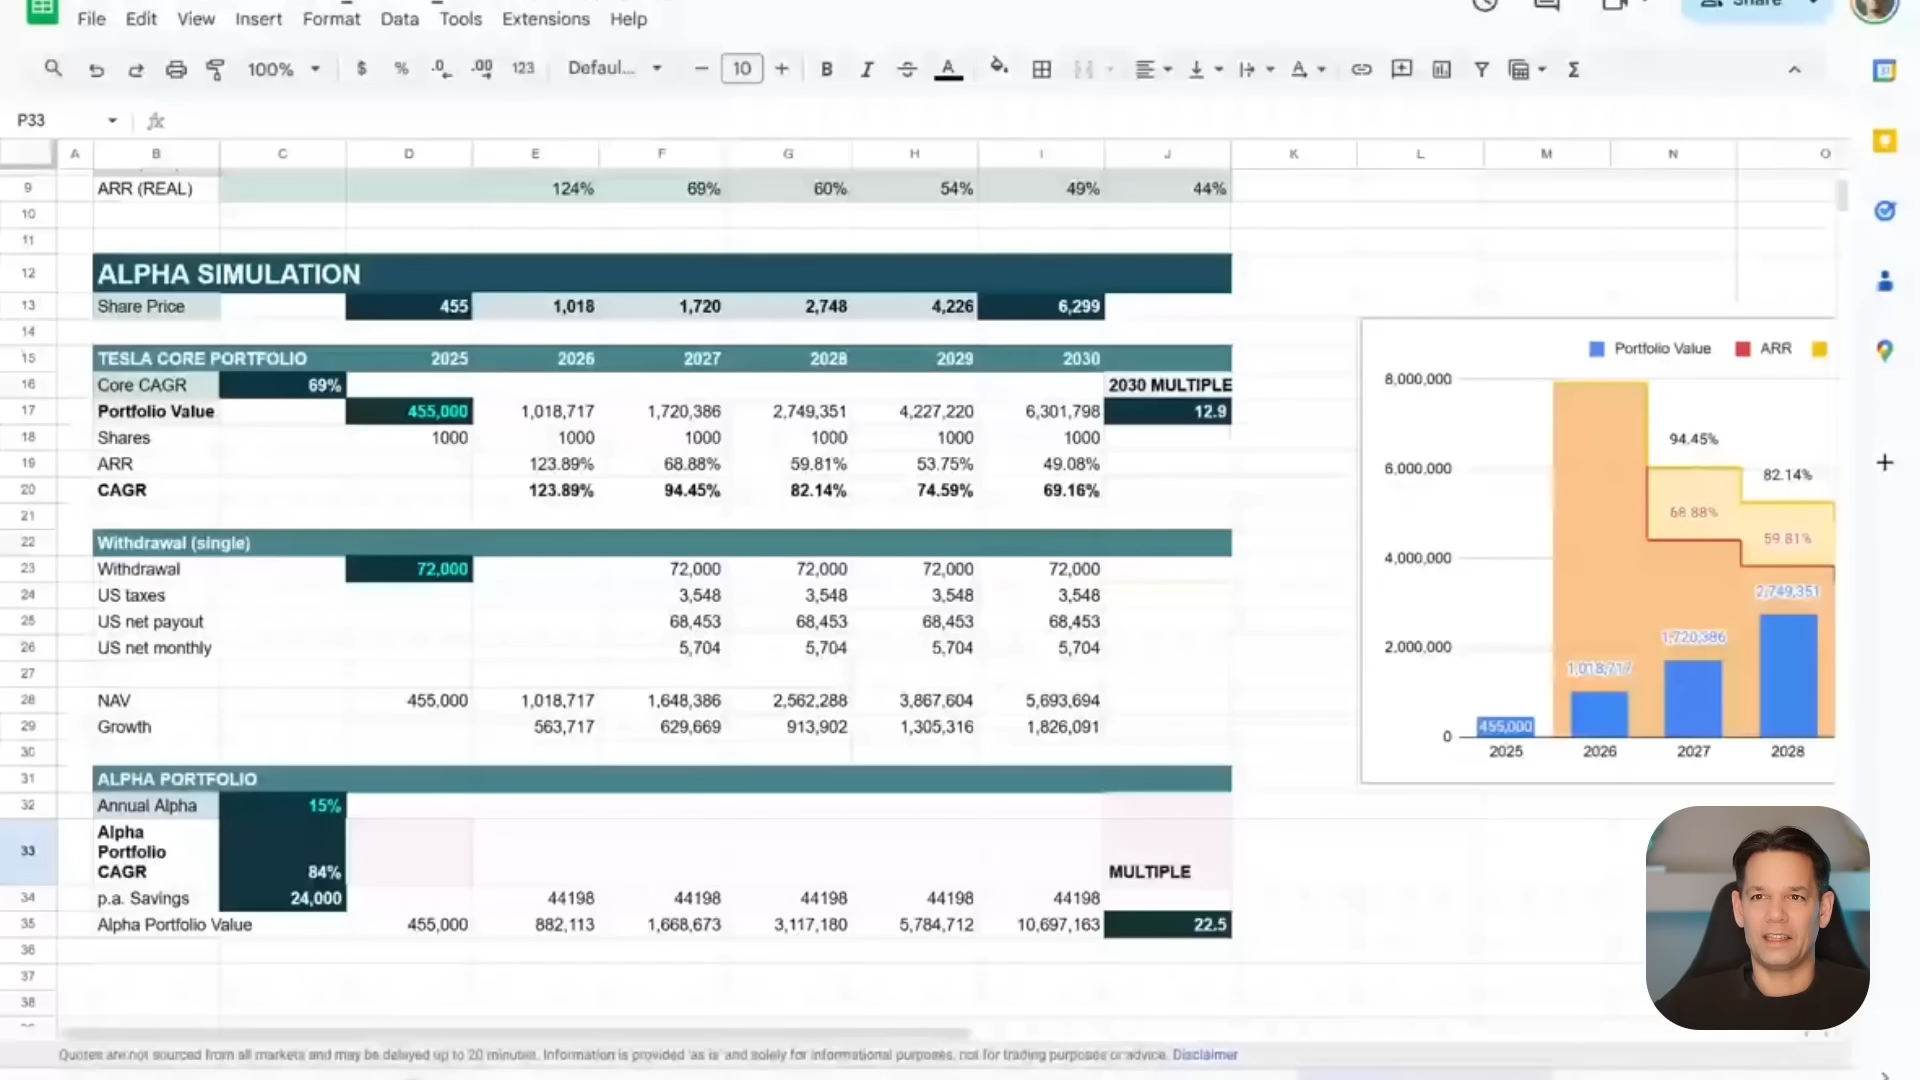 File Edit View Insert Format Data Tools Extensions Help
Share
100% $ % .0 .00 123 Defaul... 10 B I A
P33
A B C D E F G H I J K L M N O
9 ARR (REAL) 124% 69% 60% 54% 49% 44%
10
11
12 ALPHA SIMULATION
13 Share Price 455 1,018 1,720 2,748 4,226 6,299
14
15 TESLA CORE PORTFOLIO 2025 2026 2027 2028 2029 2030
16 Core CAGR 69% 2030 MULTIPLE
17 Portfolio Value 455,000 1,018,717 1,720,386 2,749,351 4,227,220 6,301,798 12.9
18 Shares 1000 1000 1000 1000 1000 1000
19 ARR 123.89% 68.88% 59.81% 53.75% 49.08%
20 CAGR 123.89% 94.45% 82.14% 74.59% 69.16%
21
22 Withdrawal (single)
23 Withdrawal 72,000 72,000 72,000 72,000 72,000
24 US taxes 3,548 3,548 3,548 3,548
25 US net payout 68,453 68,453 68,453 68,453
26 US net monthly 5,704 5,704 5,704 5,704
27
28 NAV 455,000 1,018,717 1,648,386 2,562,288 3,867,604 5,693,694
29 Growth 563,717 629,669 913,902 1,305,316 1,826,091
30
31 ALPHA PORTFOLIO
32 Annual Alpha 15%
33 Alpha Portfolio CAGR 84% MULTIPLE
34 p.a. Savings 24,000 44198 44198 44198 44198 44198
35 Alpha Portfolio Value 455,000 882,113 1,668,673 3,117,180 5,784,712 10,697,163 22.5
36
37
38
Portfolio Value ARR
8,000,000
6,000,000
4,000,000
2,000,000
0
94.45%
82.14%
68.88%
59.81%
2,749,351
1,720,386
1,018,717
455,000
2025 2026 2027 2028
31
Quotes are not sourced from all markets and may be delayed up to 20 minutes. Information is provided 'as is' and solely for informational purposes, not for trading purposes or advice. Disclaimer